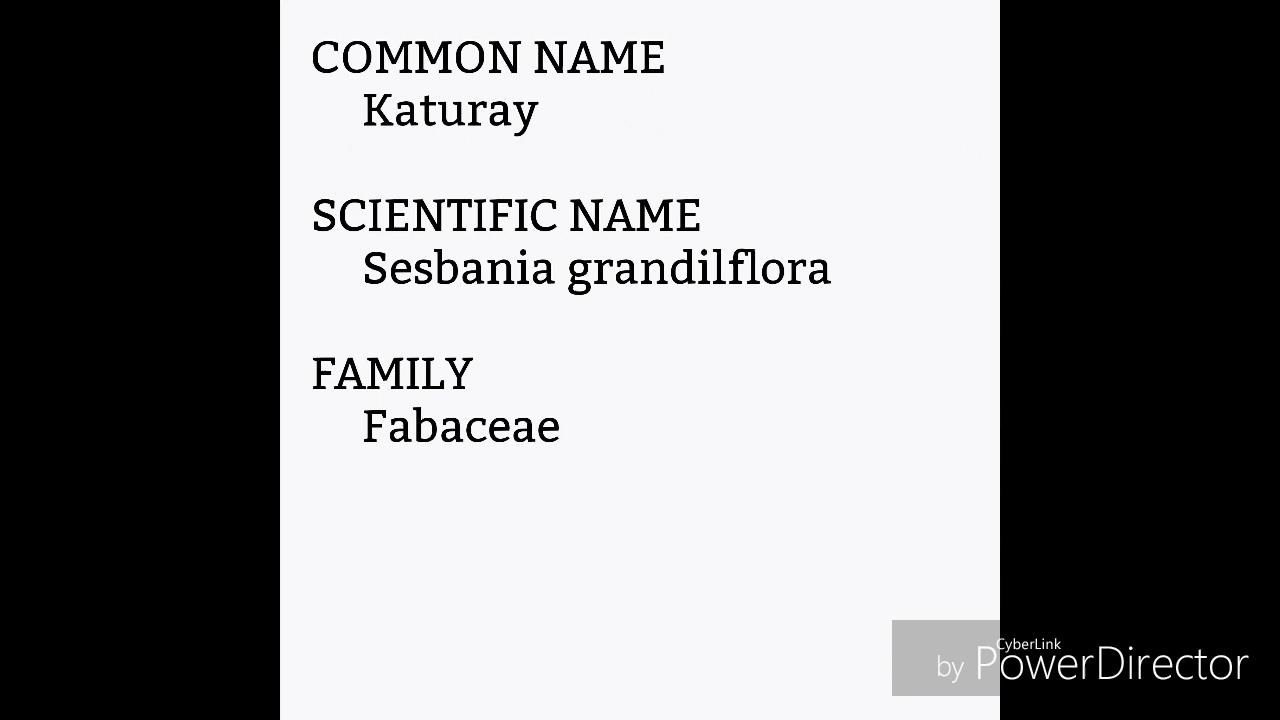 COMMON NAME
Katuray
SCIENTIFIC NAME
Sesbania grandilflora
FAMILY
Fabaceae
CyberLink
by PowerDirector